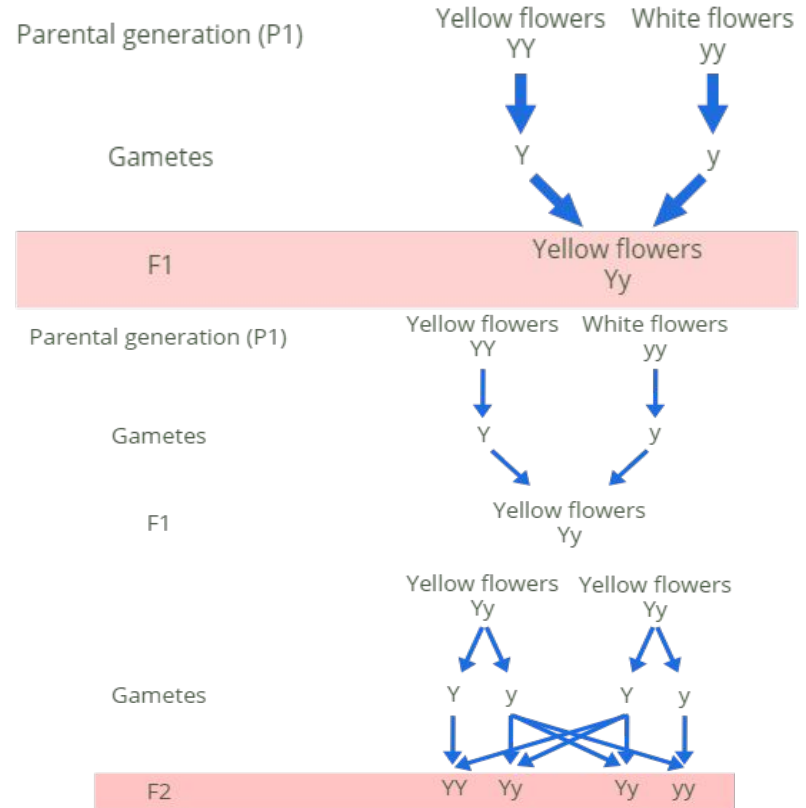 Parental generation (P1) Yellow flowers White flowers
YY yy
Gametes Y y
F1 Yellow flowers
Yy
Parental generation (P1) Yellow flowers White flowers
YY yy
Gametes Y y
F1 Yellow flowers
Yy
Yellow flowers Yellow flowers
Yy Yy
Gametes Y y Y y
F2 YY Yy Yy yy